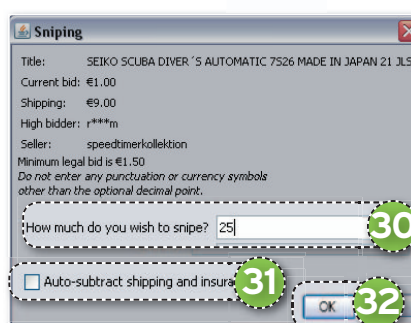 Sniping
Title: SEIKO SCUBA DIVER´S AUTOMATIC 7S26 MADE IN JAPAN 21 JLS
Current bid: €1.00
Shipping: €9.00
High bidder: r***m
Seller: speedtimerkollektion
Minimum legal bid is €1.50
Do not enter any punctuation or currency symbols
other than the optional decimal point.
How much do you wish to snipe? 25 30
Auto-subtract shipping and 31
OK 32